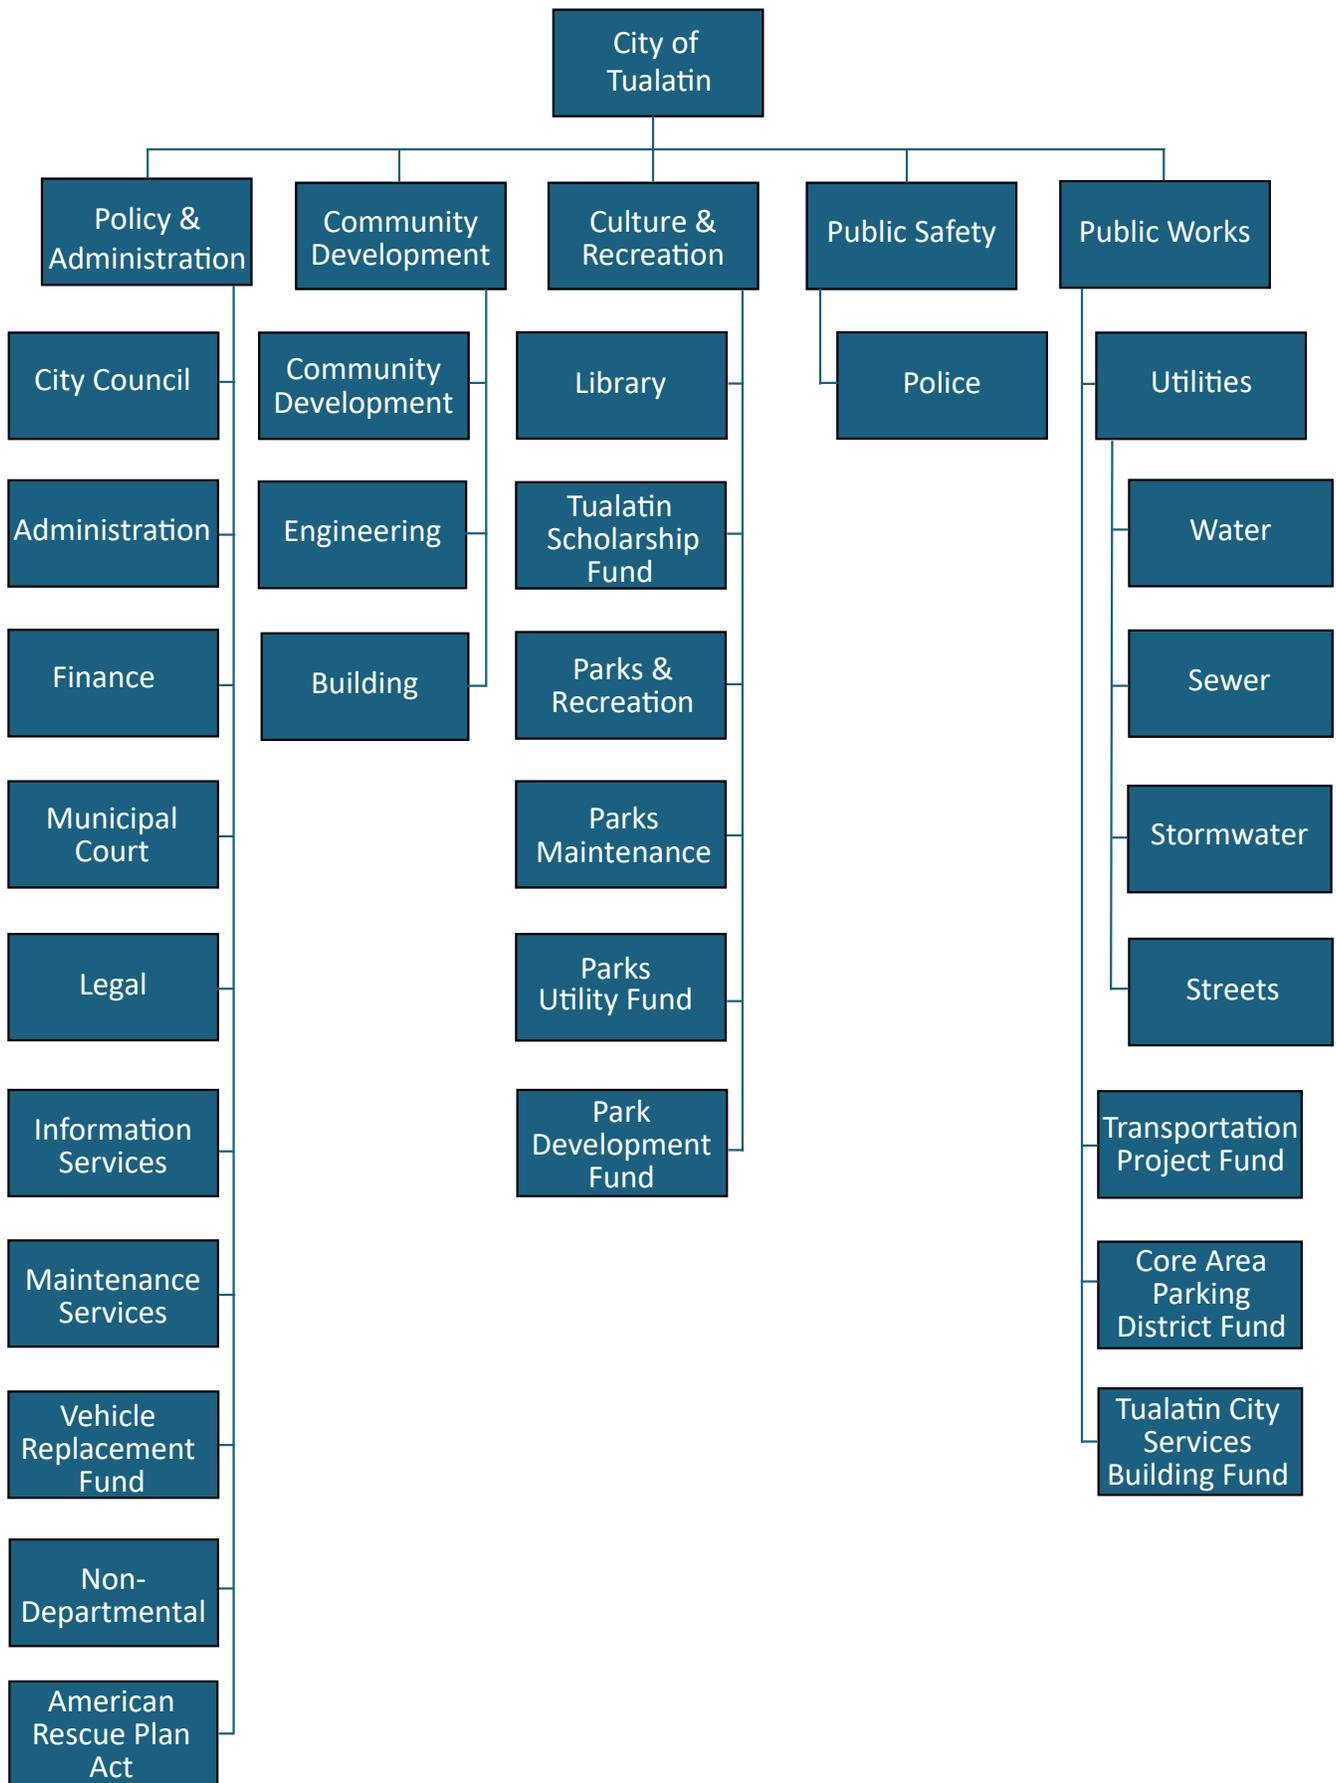 City of
Tualatin
Policy &
Administration
Community
Development
Culture &
Recreation
Public Safety
Public Works
City Council
Administration
Finance
Municipal
Court
Legal
Information
Services
Maintenance
Services
Vehicle
Replacement
Fund
Non-
Departmental
American
Rescue Plan
Act
Community
Development
Engineering
Building
Library
Tualatin
Scholarship
Fund
Parks &
Recreation
Parks
Maintenance
Parks
Utility Fund
Park
Development
Fund
Police
Utilities
Water
Sewer
Stormwater
Streets
Transportation
Project Fund
Core Area
Parking
District Fund
Tualatin City
Services
Building Fund